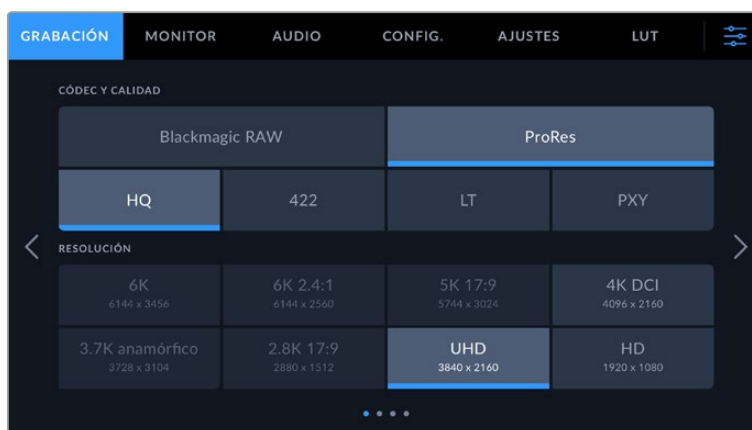 GRABACIÓN MONITOR AUDIO CONFIG. AJUSTES LUT
CÓDEC Y CALIDAD
Blackmagic RAW ProRes
HQ 422 LT PXY
RESOLUCIÓN
6K 6K 2.4:1 5K 17:9 4K DCI
6144 x 3456 6144 x 2560 5744 x 3024 4096 x 2160
3.7K anamórfico 2.8K 17:9 UHD HD
3728 x 3104 2880 x 1512 3840 x 2160 1920 x 1080